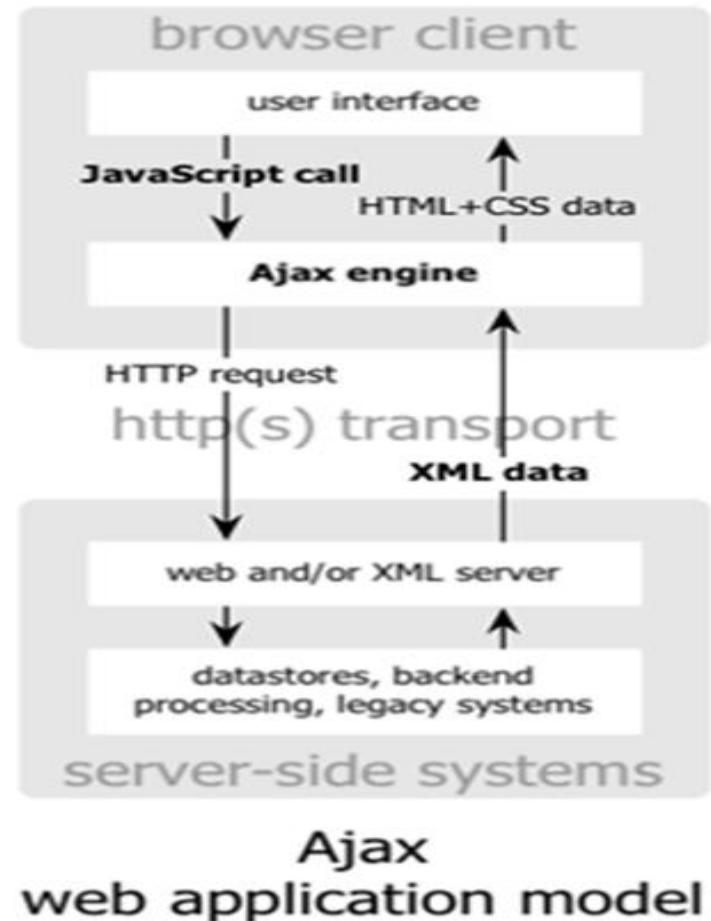 browser client
user interface
JavaScript call
HTML+CSS data
Ajax engine
HTTP request
http(s) transport
XML data
web and/or XML server
datastores, backend
processing, legacy systems
server-side systems
Ajax
web application model